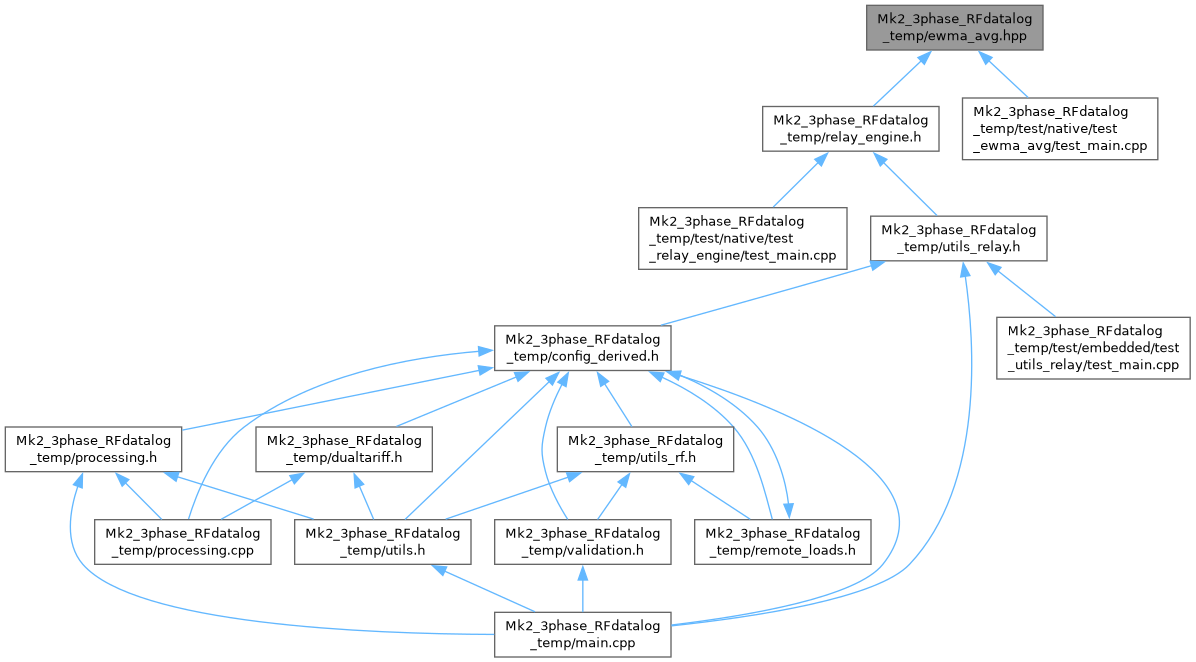 Mk2_3phase_RFdatalog
_temp/ewma_avg.hpp
Mk2_3phase_RFdatalog
_temp/relay_engine.h
Mk2_3phase_RFdatalog
_temp/test/native/test
_ewma_avg/test_main.cpp
Mk2_3phase_RFdatalog
_temp/test/native/test
_relay_engine/test_main.cpp
Mk2_3phase_RFdatalog
_temp/utils_relay.h
Mk2_3phase_RFdatalog
_temp/config_derived.h
Mk2_3phase_RFdatalog
_temp/test/embedded/test
_utils_relay/test_main.cpp
Mk2_3phase_RFdatalog
_temp/processing.h
Mk2_3phase_RFdatalog
_temp/dualtariff.h
Mk2_3phase_RFdatalog
_temp/utils_rf.h
Mk2_3phase_RFdatalog
_temp/processing.cpp
Mk2_3phase_RFdatalog
_temp/utils.h
Mk2_3phase_RFdatalog
_temp/validation.h
Mk2_3phase_RFdatalog
_temp/remote_loads.h
Mk2_3phase_RFdatalog
_temp/main.cpp